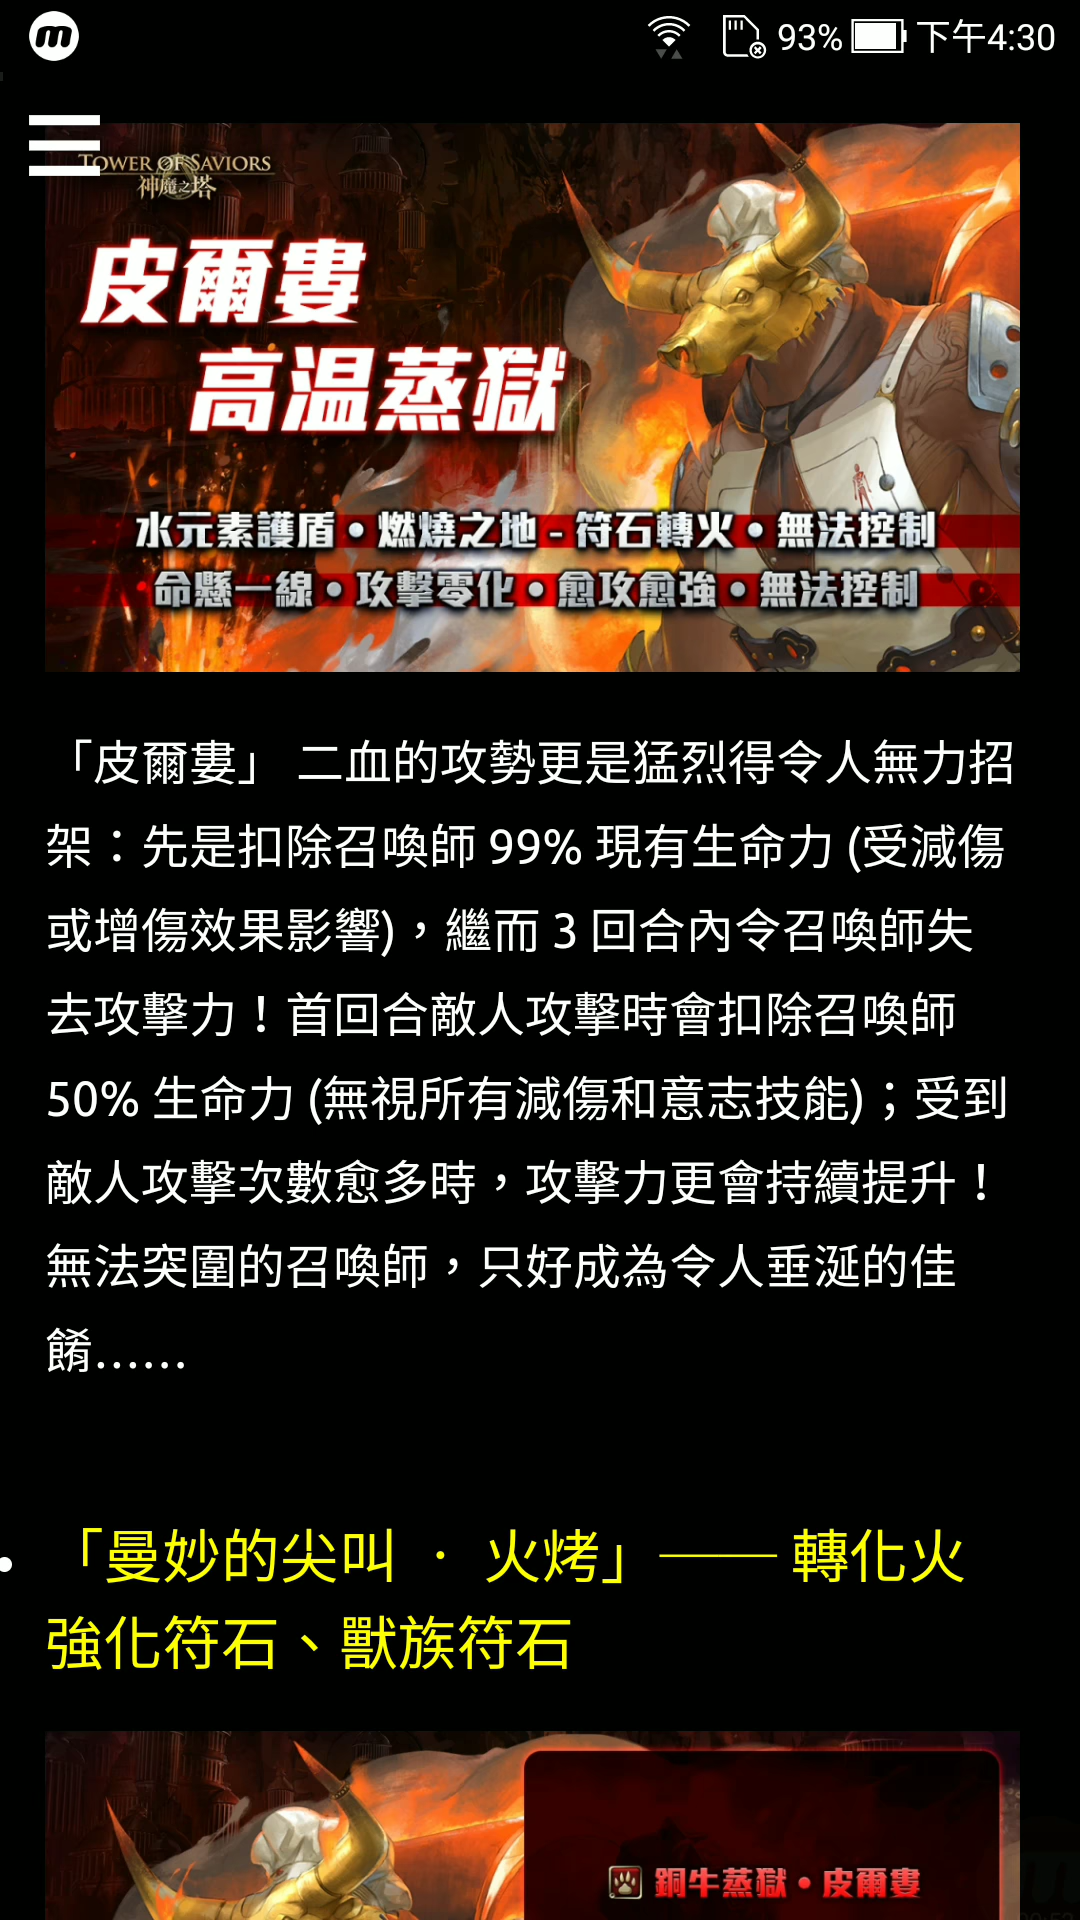 m
93% 下午4:30
TOWER OF SAVIORS
神魔之塔
皮爾婁
高温蒸獄
水元素護盾•燃燒之地-符石轉火•無法控制
命懸一線•攻擊零化•愈攻愈強•無法控制
「皮爾婁」 二血的攻勢更是猛烈得令人無力招
架：先是扣除召喚師 99% 現有生命力 (受減傷
或增傷效果影響)，繼而 3 回合內令召喚師失
去攻擊力！首回合敵人攻擊時會扣除召喚師
50% 生命力 (無視所有減傷和意志技能)；受到
敵人攻擊次數愈多時，攻擊力更會持續提升！
無法突圍的召喚師，只好成為令人垂涎的佳
餚……
• 「曼妙的尖叫 ‧ 火烤」── 轉化火
強化符石、獸族符石
銅牛蒸獄•皮爾婁